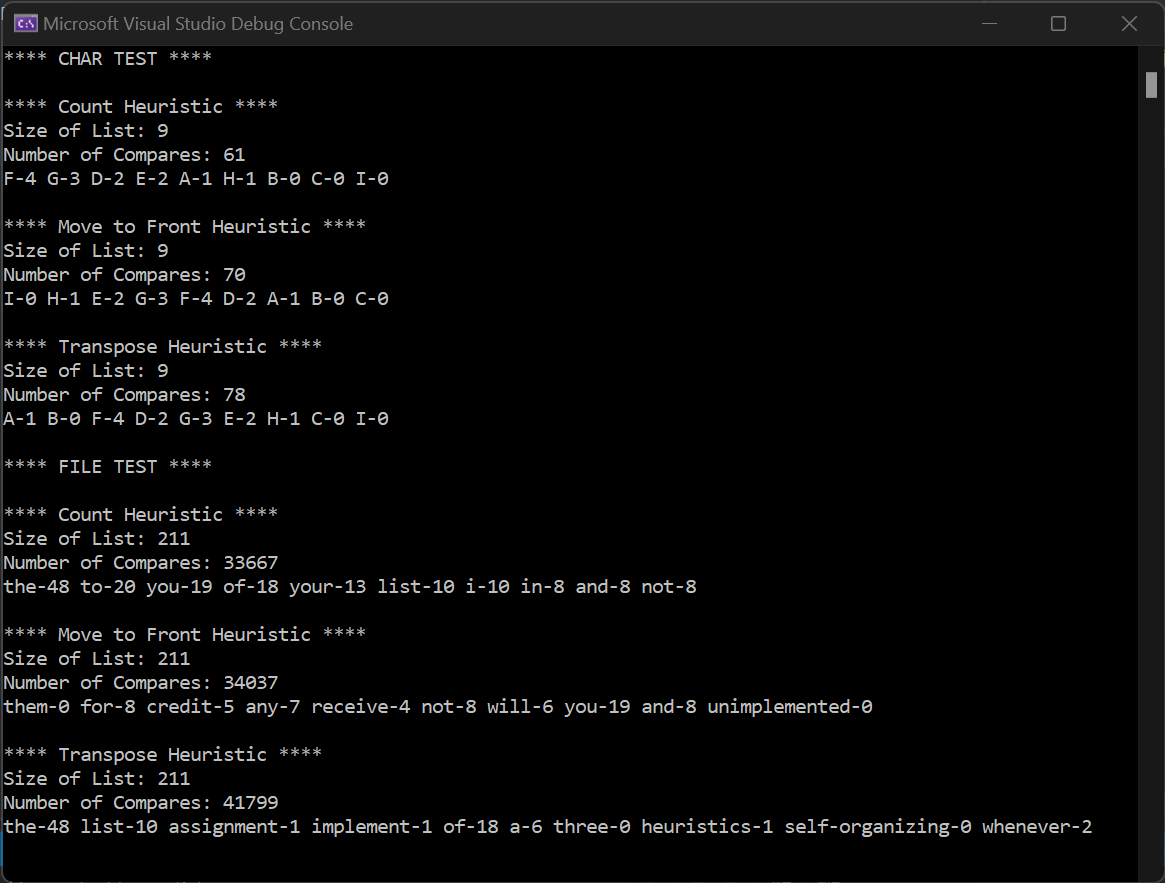 Microsoft Visual Studio Debug Console
**** CHAR TEST ****
**** Count Heuristic ****
Size of List: 9
Number of Compares: 61
F-4 G-3 D-2 E-2 A-1 H-1 B-0 C-0 I-0
**** Move to Front Heuristic ****
Size of List: 9
Number of Compares: 70
I-0 H-1 E-2 G-3 F-4 D-2 A-1 B-0 C-0
**** Transpose Heuristic ****
Size of List: 9
Number of Compares: 78
A-1 B-0 F-4 D-2 G-3 E-2 H-1 C-0 I-0
**** FILE TEST ****
**** Count Heuristic ****
Size of List: 211
Number of Compares: 33667
the-48 to-20 you-19 of-18 your-13 list-10 i-10 in-8 and-8 not-8
**** Move to Front Heuristic ****
Size of List: 211
Number of Compares: 34037
them-0 for-8 credit-5 any-7 receive-4 not-8 will-6 you-19 and-8 unimplemented-0
**** Transpose Heuristic ****
Size of List: 211
Number of Compares: 41799
the-48 list-10 assignment-1 implement-1 of-18 a-6 three-0 heuristics-1 self-organizing-0 whenever-2